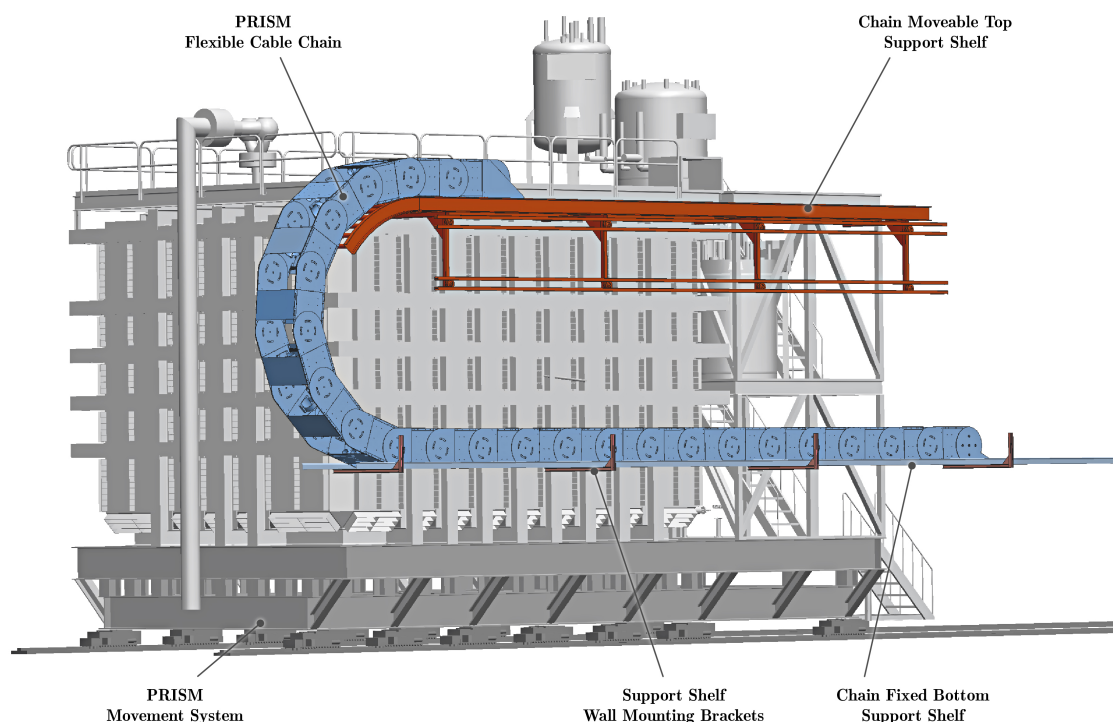 PRISM
Flexible Cable Chain
Chain Moveable Top
Support Shelf
PRISM
Movement System
Support Shelf
Wall Mounting Brackets
Chain Fixed Bottom
Support Shelf